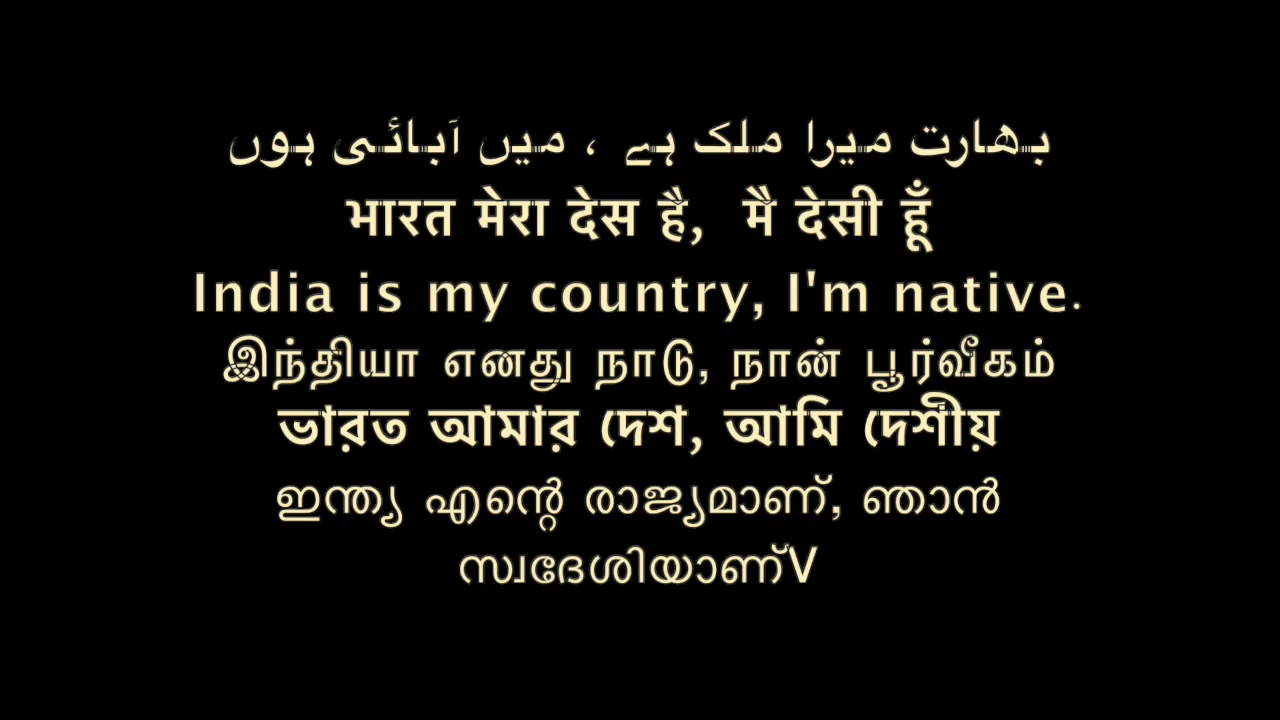 بھارت میرا ملک ہے ، میں آبائی ہوں
भारत मेरा देस है, मै देसी हूँ
India is my country, I'm native.
இந்தியா எனது நாடு, நான் பூர்வீகம்
ভারত আমার দেশ, আমি দেশীয়
ഇന്ത്യ എന്റെ രാജ്യമാണ്, ഞാൻ
സ്വദേശിയാണ്V